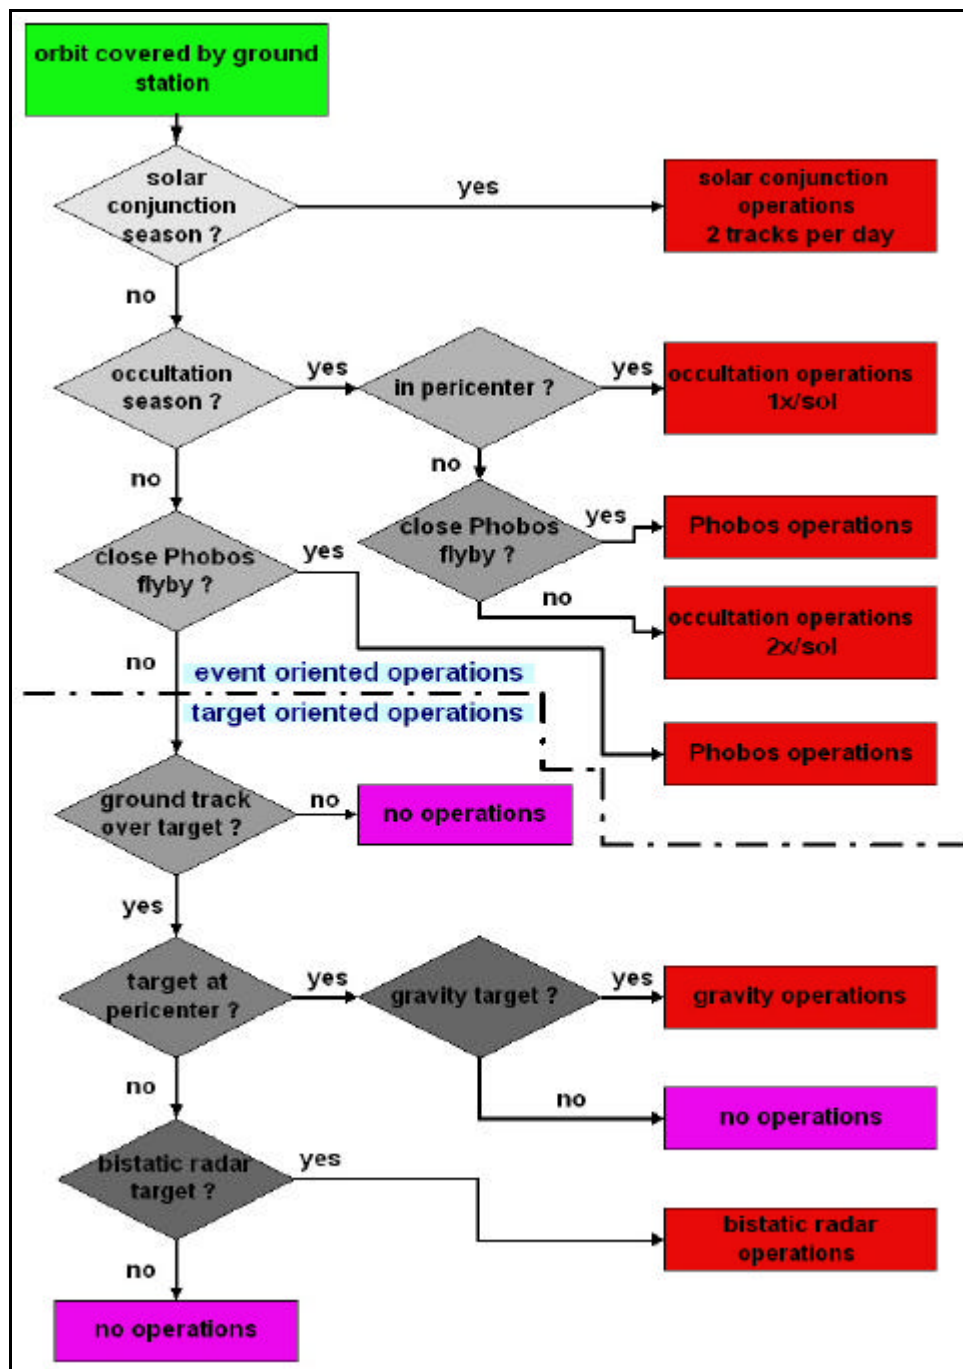 orbit covered by ground
station
solar
conjunction
season ?
yes
solar conjunction
operations
2 tracks per day
no
occultation
season ?
yes
in pericenter ?
yes
occultation operations
1x/sol
no
no
close Phobos
flyby ?
yes
Phobos operations
close Phobos
flyby ?
yes
no
occultation operations
2x/sol
no
event oriented operations
target oriented operations
Phobos operations
ground track
over target ?
no
no operations
yes
target at
pericenter ?
yes
gravity target ?
yes
gravity operations
no
no
no operations
bistatic radar
target ?
yes
bistatic radar
operations
no
no operations